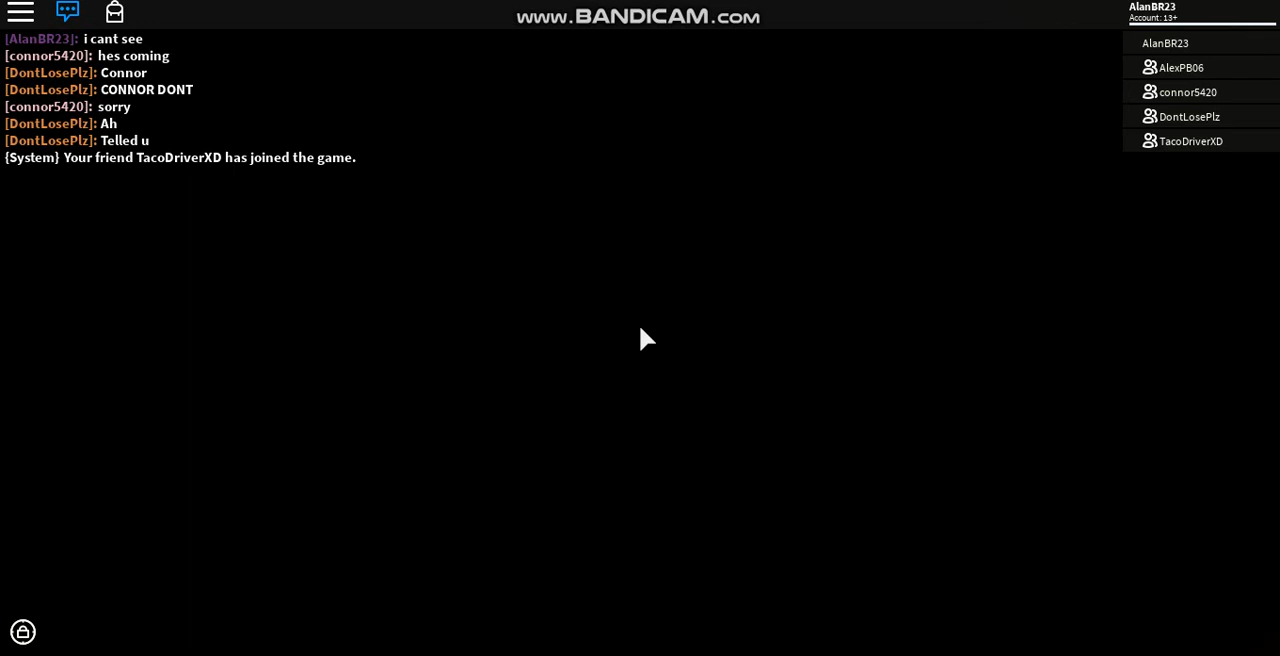 www.BANDICAM.com
AlanBR23
Account: 13+
[AlanBR23]: i cant see
[connor5420]: hes coming
[DontLosePlz]: Connor
[DontLosePlz]: CONNOR DONT
[connor5420]: sorry
[DontLosePlz]: Ah
[DontLosePlz]: Telled u
{System} Your friend TacoDriverXD has joined the game.
AlanBR23
AlexPB06
connor5420
DontLosePlz
TacoDriverXD